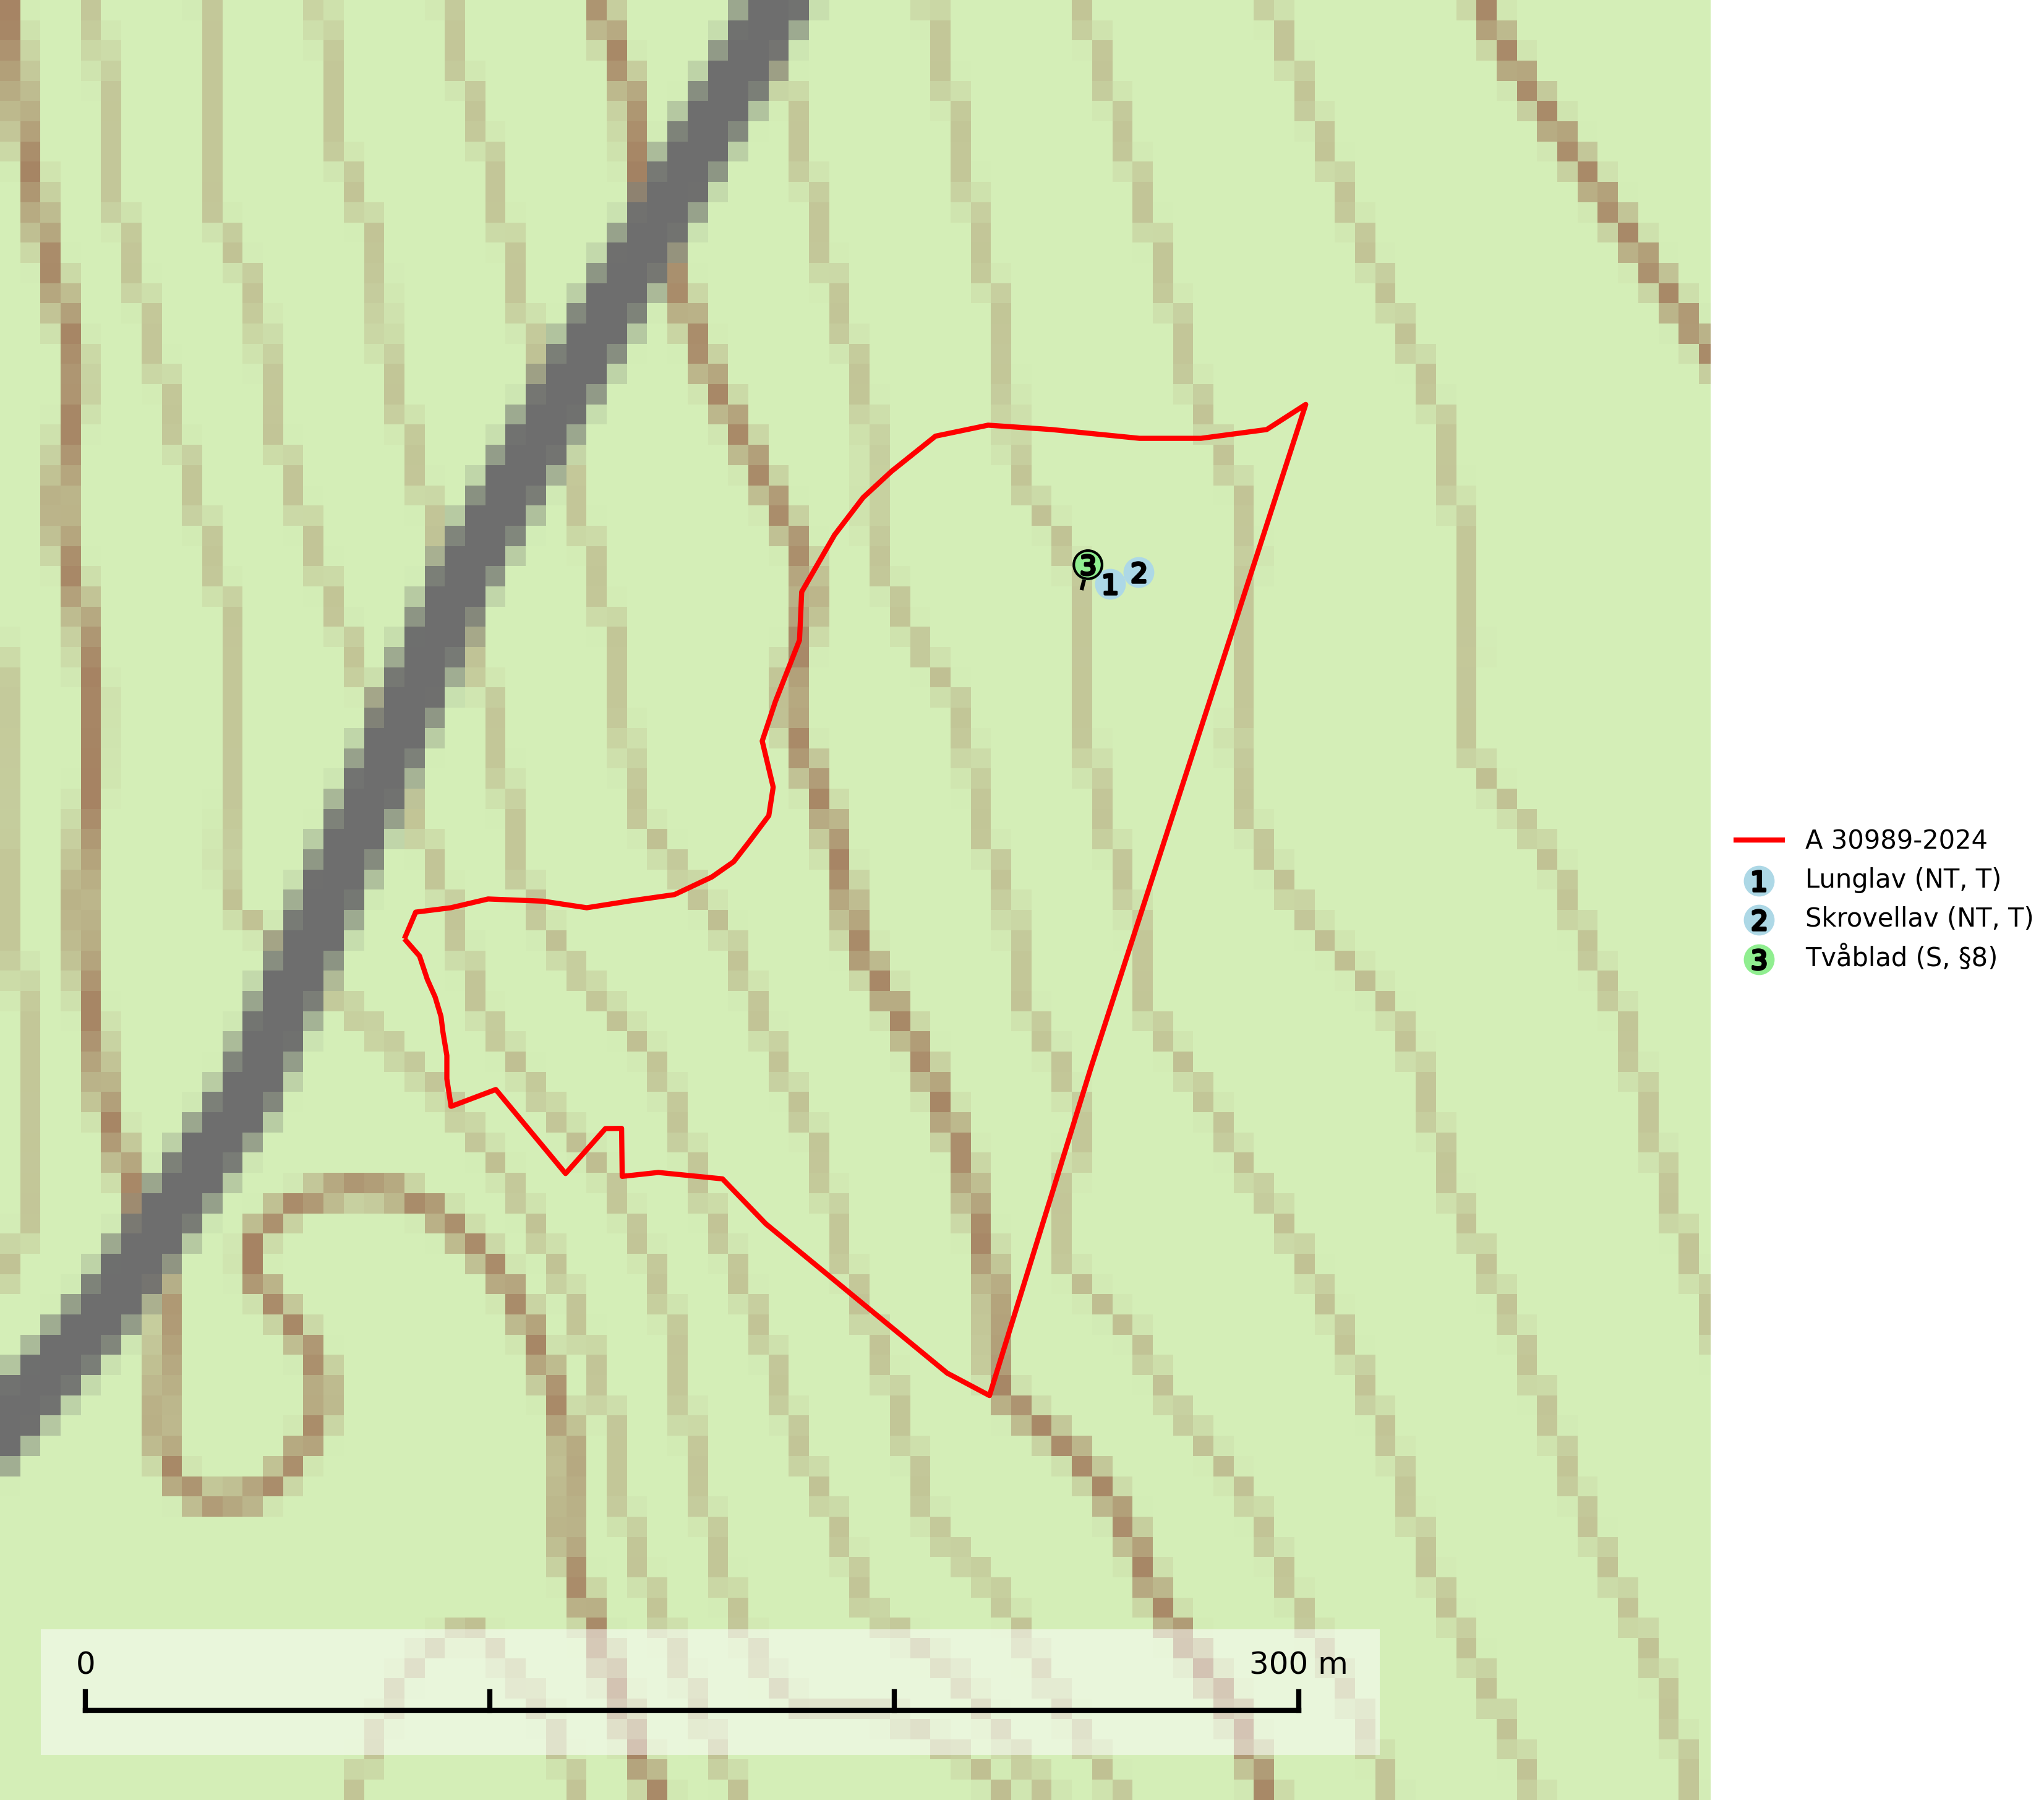 3
1
2
A 30989-2024
1 Lunglav (NT, T)
2 Skrovellav (NT, T)
3 Tvåblad (S, §8)
0
300 m